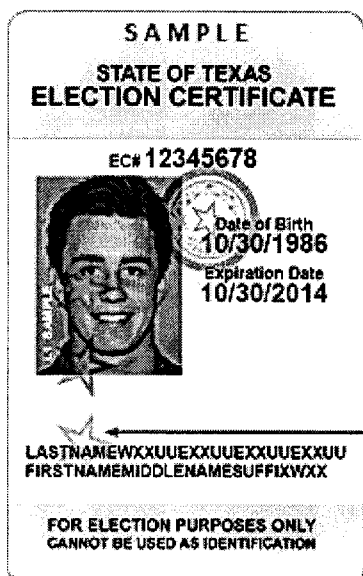 SAMPLE
STATE OF TEXAS
ELECTION CERTIFICATE
EC# 12345678
Date of Birth
10/30/1986
Expiration Date
10/30/2014
SAMPLE
LASTNAMEWXXUUEXXUUEXXUUEXXUU
FIRSTNAMEMIDDLENAMESUFFIXWXX
FOR ELECTION PURPOSES ONLY
CANNOT BE USED AS IDENTIFICATION